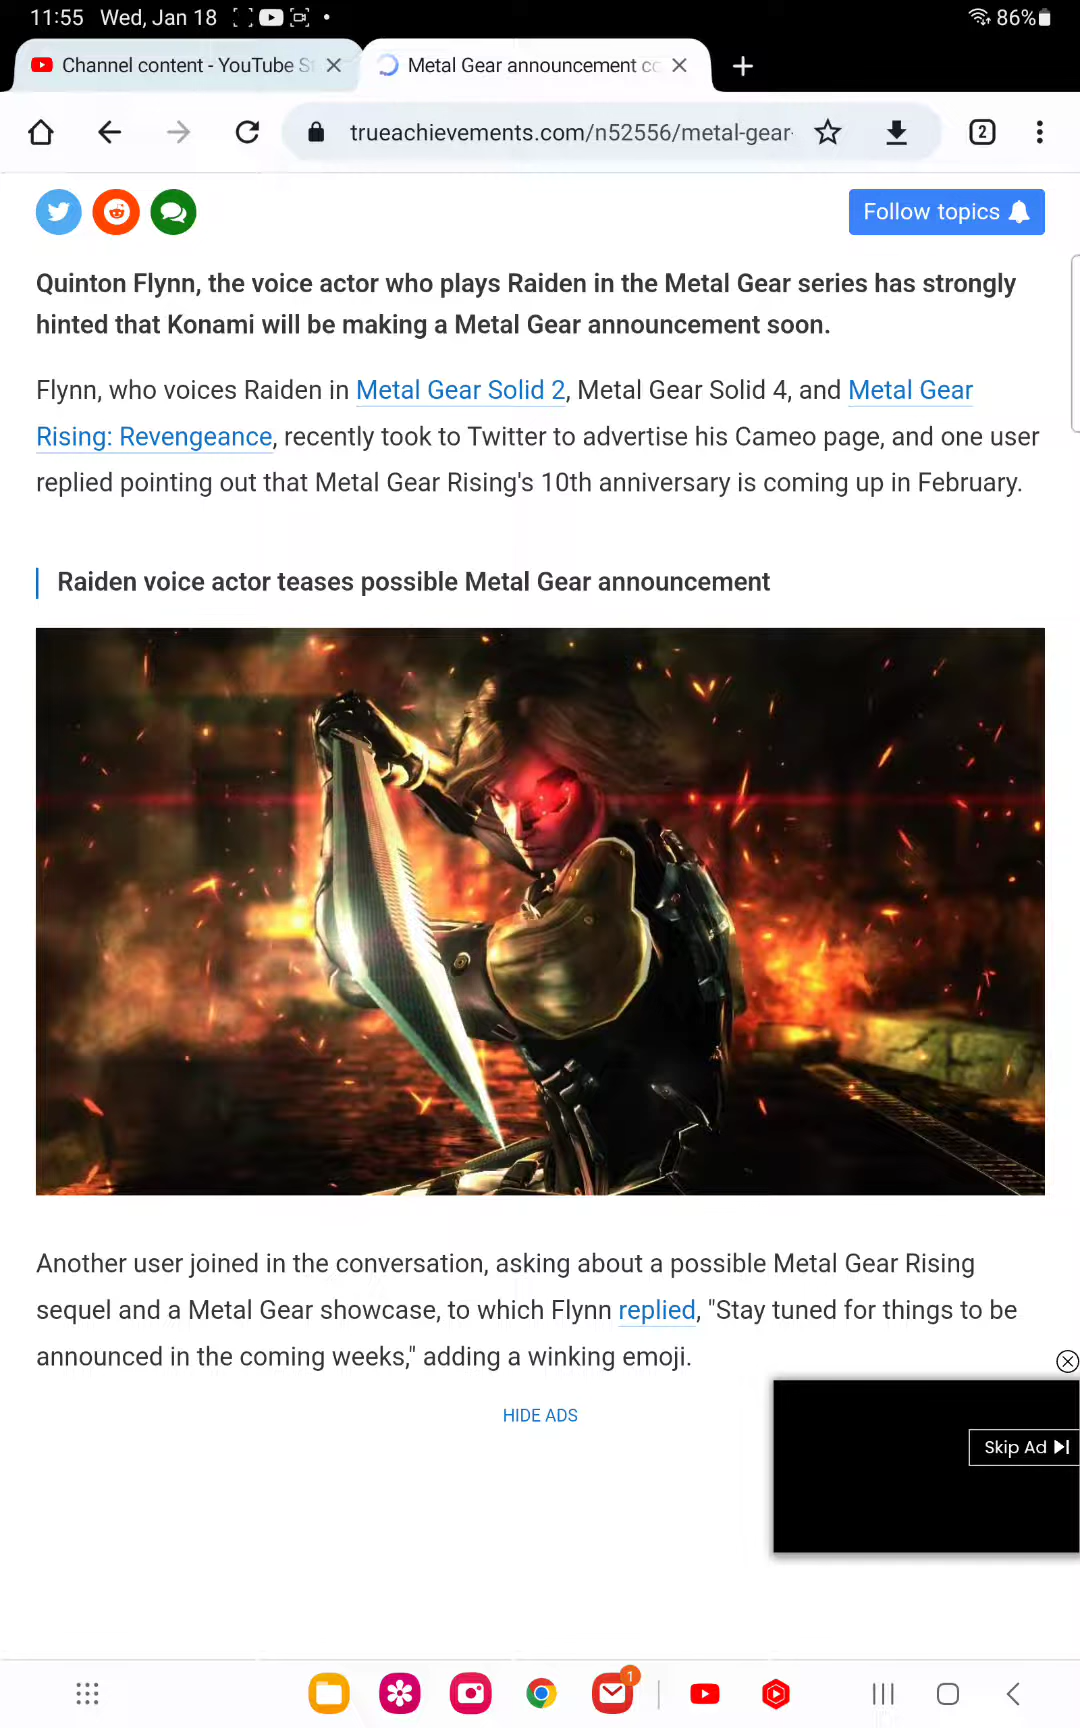 11:55 Wed, Jan 18 86%
Channel content - YouTube S
Metal Gear announcement co
trueachievements.com/n52556/metal-gear-
2
Follow topics
Quinton Flynn, the voice actor who plays Raiden in the Metal Gear series has strongly
hinted that Konami will be making a Metal Gear announcement soon.
Flynn, who voices Raiden in Metal Gear Solid 2, Metal Gear Solid 4, and Metal Gear
Rising: Revengeance, recently took to Twitter to advertise his Cameo page, and one user
replied pointing out that Metal Gear Rising's 10th anniversary is coming up in February.
Raiden voice actor teases possible Metal Gear announcement
Another user joined in the conversation, asking about a possible Metal Gear Rising
sequel and a Metal Gear showcase, to which Flynn replied, "Stay tuned for things to be
announced in the coming weeks," adding a winking emoji.
HIDE ADS
Skip Ad
1